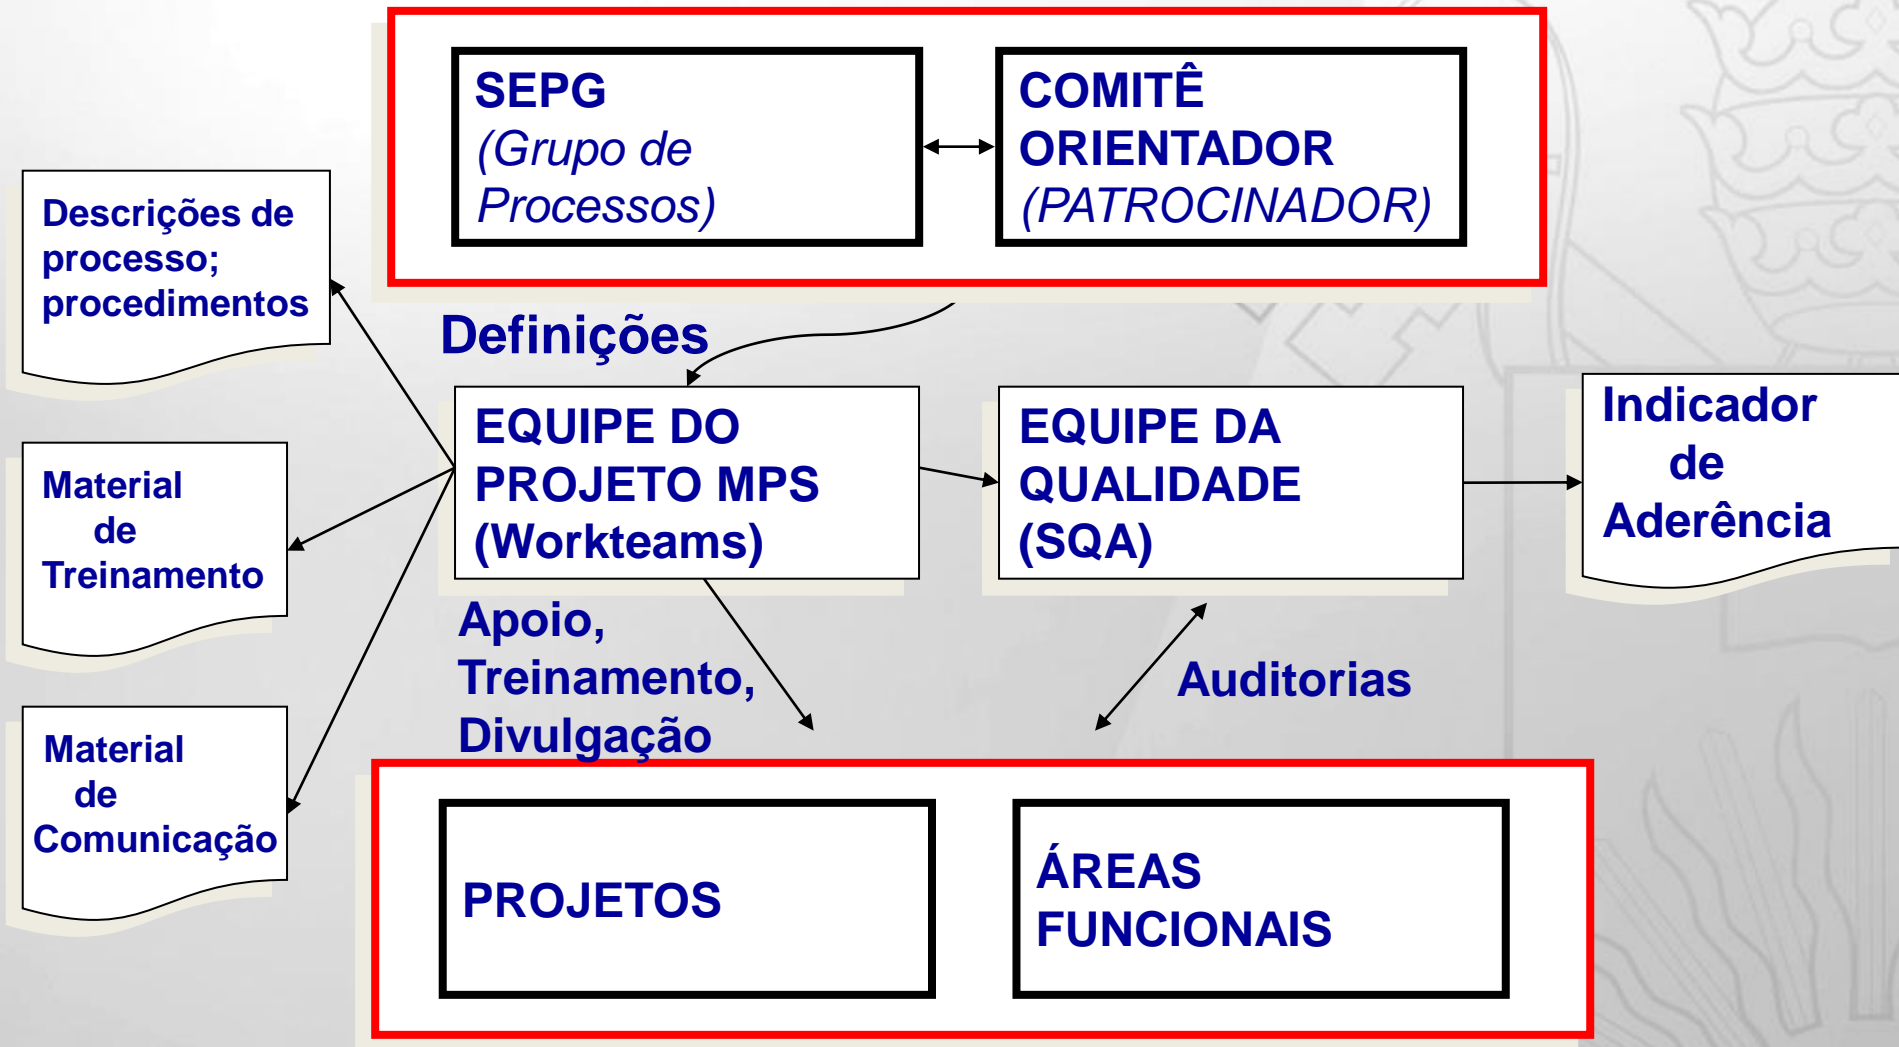 SEPG
(Grupo de
Processos)
COMITÊ
ORIENTADOR
(PATROCINADOR)
Descrições de
processo;
procedimentos
Definições
EQUIPE DO
PROJETO MPS
(Workteams)
EQUIPE DA
QUALIDADE
(SQA)
Indicador
de
Aderência
Material
de
Treinamento
Apoio,
Treinamento,
Divulgação
Auditorias
Material
de
Comunicação
PROJETOS
ÁREAS
FUNCIONAIS